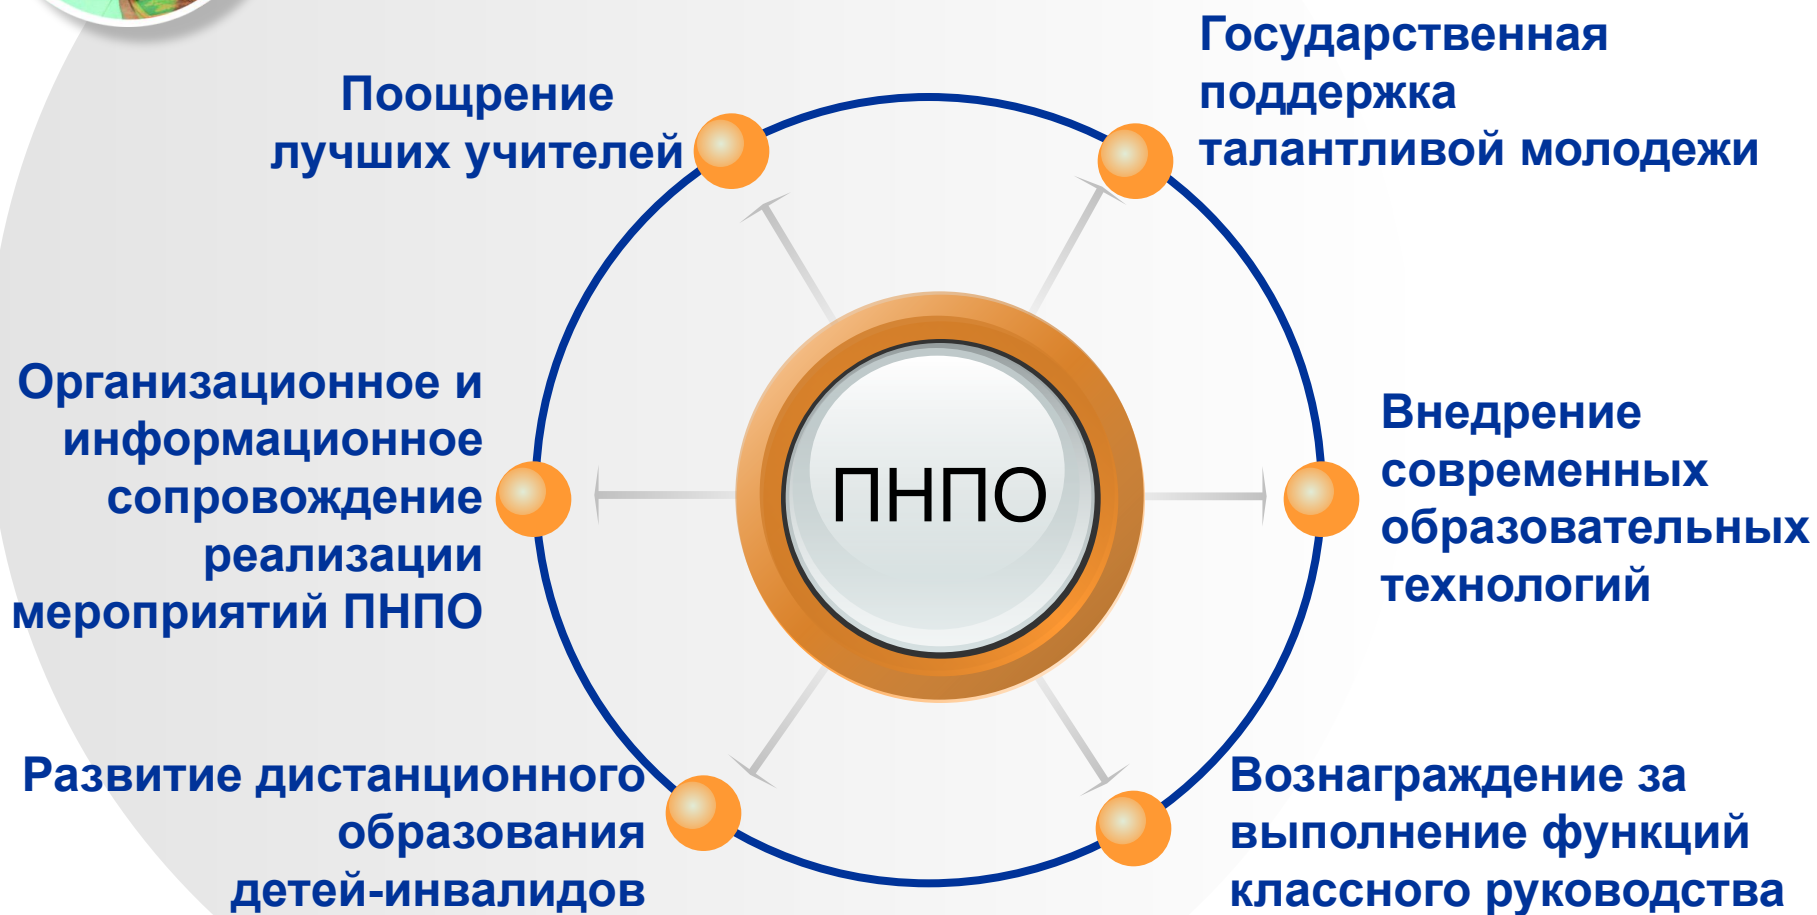 Поощрение
лучших учителей
Государственная
поддержка
талантливой молодежи
Организационное и
информационное
сопровождение
реализации
мероприятий ПНПО
ПНПО
Внедрение
современных
образовательных
технологий
Развитие дистанционного
образования
детей-инвалидов
Вознаграждение за
выполнение функций
классного руководства